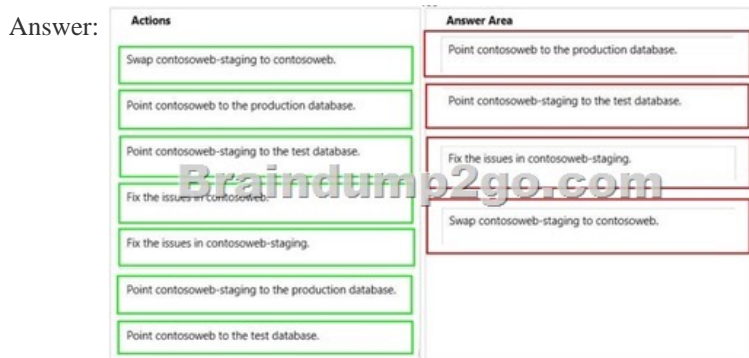 Answer:
Actions
Swap contosoweb-staging to contosoweb.
Point contosoweb to the production database.
Point contosoweb-staging to the test database.
Fix the issues in contosoweb.
Fix the issues in contosoweb-staging.
Point contosoweb-staging to the production database.
Point contosoweb to the test database.
Answer Area
Point contosoweb to the production database.
Point contosoweb-staging to the test database.
Fix the issues in contosoweb-staging.
Swap contosoweb-staging to contosoweb.
Braindump2go.com